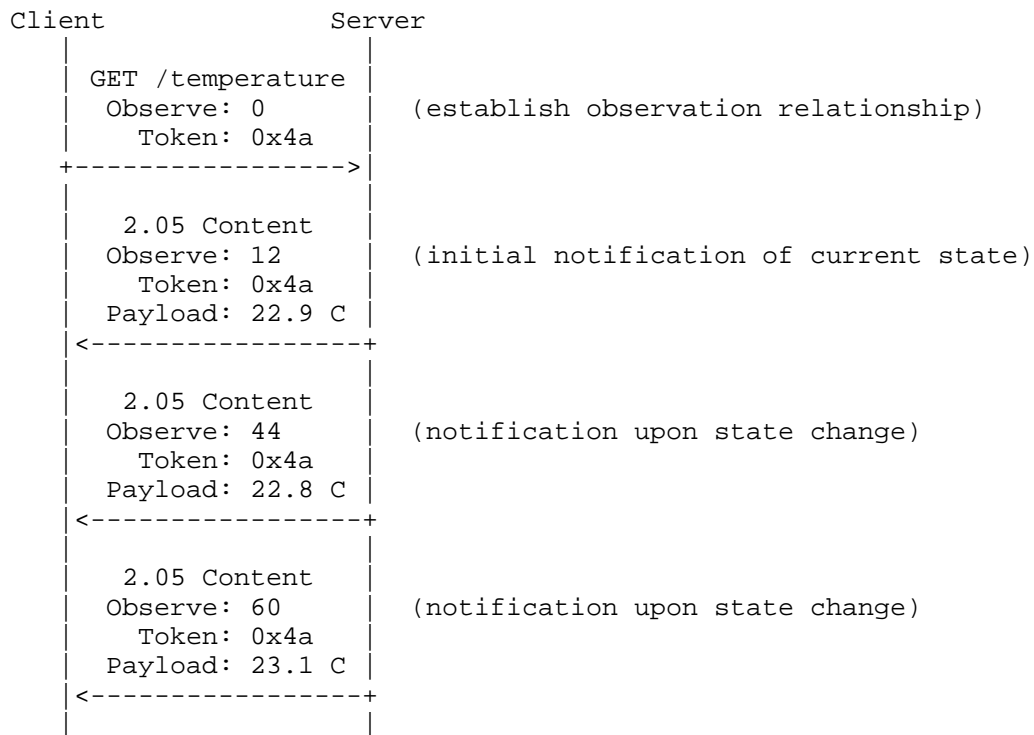 Client Server
GET /temperature
Observe: 0 (establish observation relationship)
Token: 0x4a
+----------------->
2.05 Content
Observe: 12 (initial notification of current state)
Token: 0x4a
Payload: 22.9 C
<-----------------+
2.05 Content
Observe: 44 (notification upon state change)
Token: 0x4a
Payload: 22.8 C
<-----------------+
2.05 Content
Observe: 60 (notification upon state change)
Token: 0x4a
Payload: 23.1 C
<-----------------+